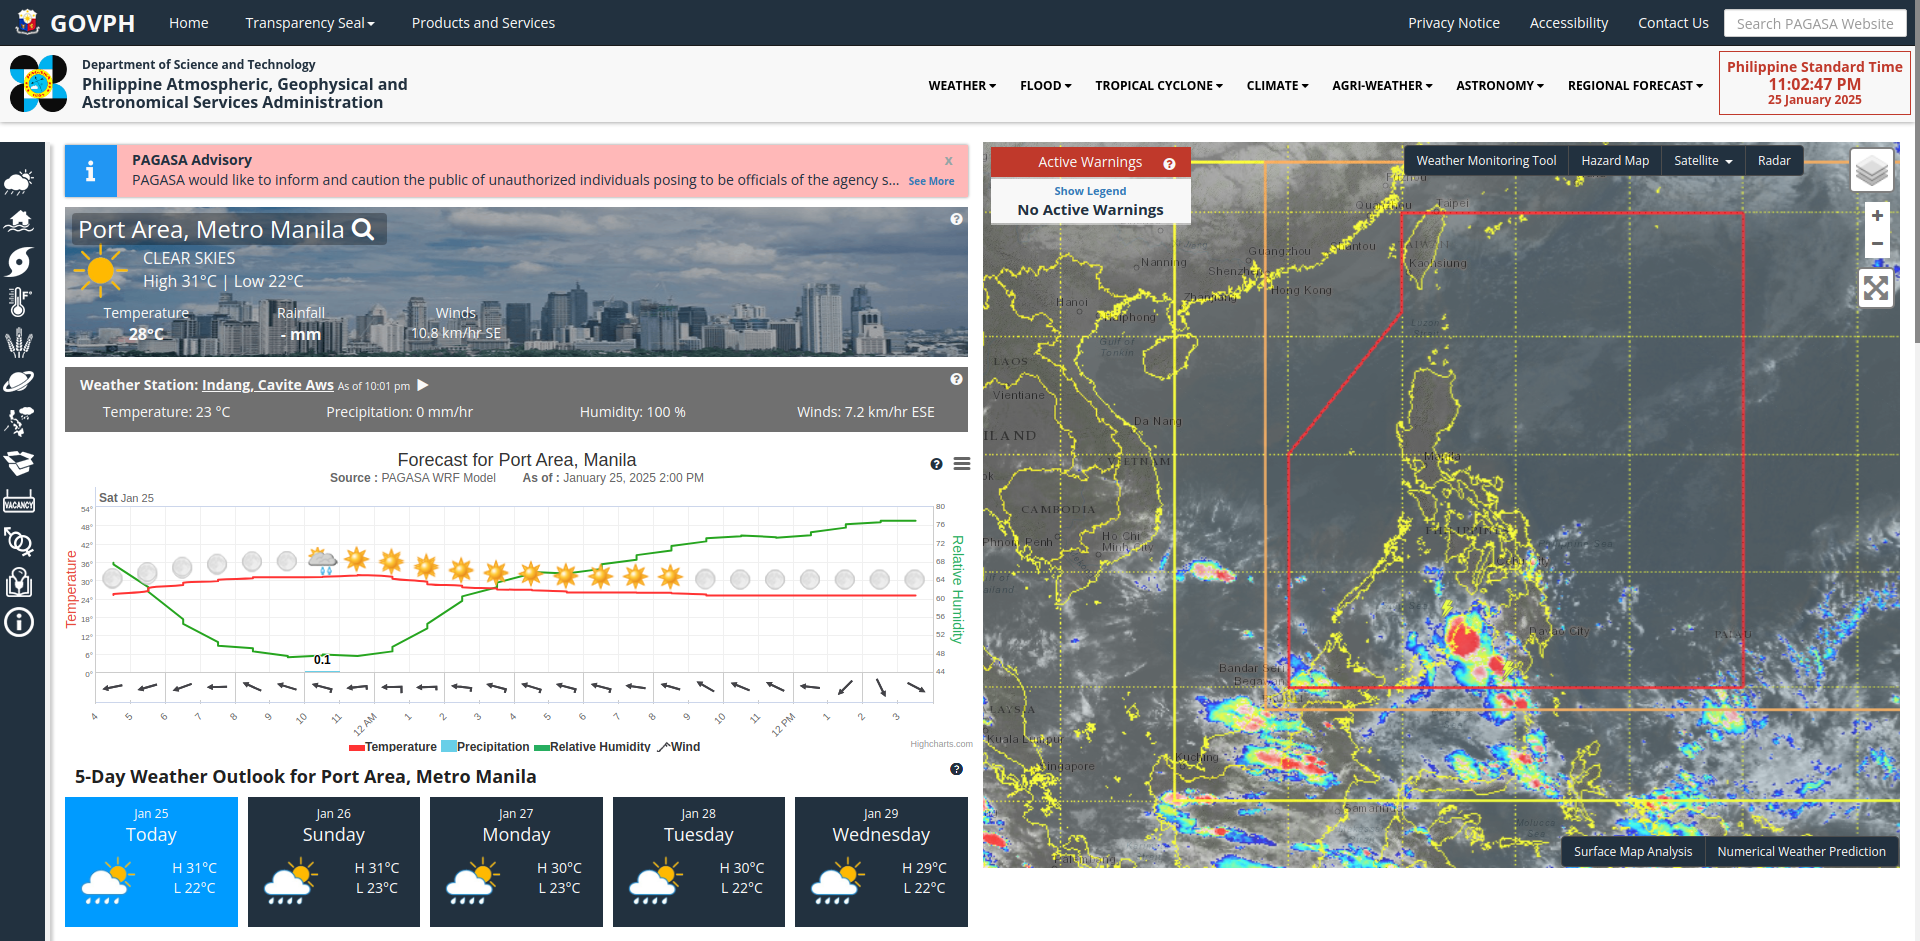 GOVPH
Home
Transparency Seal
Products and Services
Privacy Notice
Accessibility
Contact Us
Search PAGASA Website
Department of Science and Technology
Philippine Atmospheric, Geophysical and
Astronomical Services Administration
WEATHER
FLOOD
TROPICAL CYCLONE
CLIMATE
AGRI-WEATHER
ASTRONOMY
REGIONAL FORECAST
Philippine Standard Time
11:02:47 PM
25 January 2025
PAGASA Advisory
x
PAGASA would like to inform and caution the public of unauthorized individuals posing to be officials of the agency s... See More
Port Area, Metro Manila
CLEAR SKIES
High 31°C | Low 22°C
Temperature
28°C
Rainfall
- mm
Winds
10.8 km/hr SE
Weather Station: Indang, Cavite Aws As of 10:01 pm
Temperature: 23 °C
Precipitation: 0 mm/hr
Humidity: 100 %
Winds: 7.2 km/hr ESE
Forecast for Port Area, Manila
Source : PAGASA WRF Model As of : January 25, 2025 2:00 PM
Sat Jan 25
Temperature
54°
48°
42°
36°
30°
24°
18°
12°
6°
0°
80
76
72
68
64
60
56
52
48
44
Relative Humidity
0.1
4 5 6 7 8 9 10 11 12 AM 1 2 3 4 5 6 7 8 9 10 11 12 PM 1 2 3
Temperature Precipitation Relative Humidity Wind
Highcharts.com
5-Day Weather Outlook for Port Area, Metro Manila
Jan 25
Today
H 31°C
L 22°C
Jan 26
Sunday
H 31°C
L 23°C
Jan 27
Monday
H 30°C
L 23°C
Jan 28
Tuesday
H 30°C
L 22°C
Jan 29
Wednesday
H 29°C
L 22°C
VACANCY
Active Warnings
Show Legend
No Active Warnings
Weather Monitoring Tool
Hazard Map
Satellite
Radar
+
−
Taipei
Guangzhou
Nanning
Shenzhen
Kaohsiung
Hong Kong
Hanoi
Gulf of
Tonkin
LAOS
Vientiane
Da Nang
ILAND
VIETNAM
CAMBODIA
Phnom Penh
Ho Chi
Minh City
Manila
Davao City
PALAU
Bandar Seri
Begawan
Kuala Lumpur
Singapore
Kuching
Samarinda
Surface Map Analysis
Numerical Weather Prediction